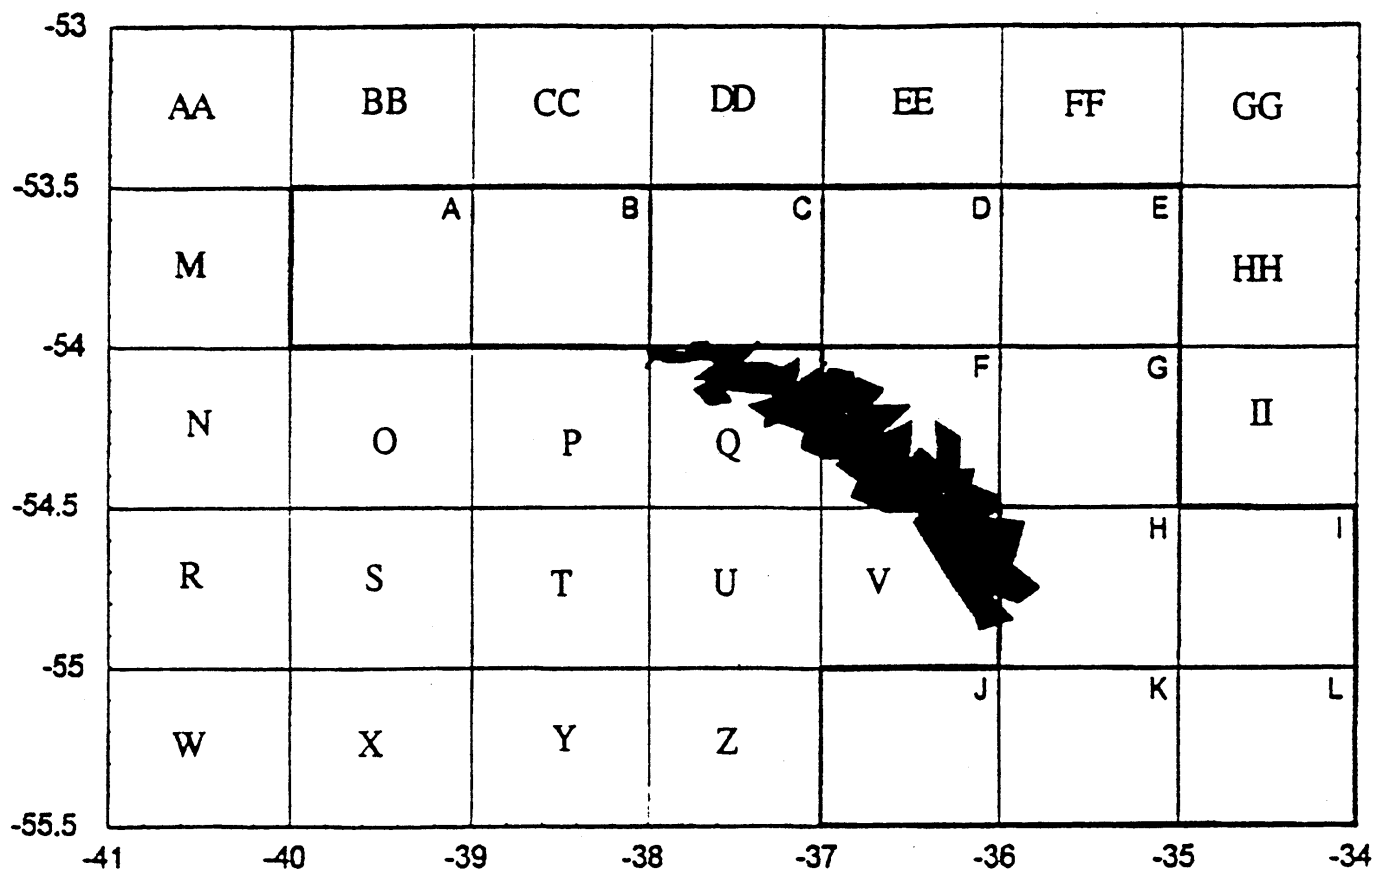 -53
AA BB CC DD EE FF GG
-53.5
A B C D E
M HH
-54
F G
N O P Q II
-54.5
H I
R S T U V
-55
J K L
W X Y Z
-55.5
-41 -40 -39 -38 -37 -36 -35 -34